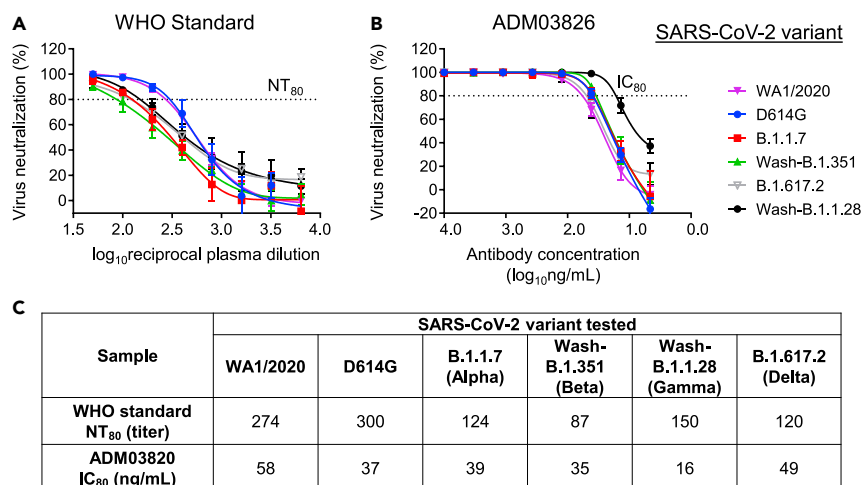 A WHO Standard
Virus neutralization (%)
120
100
80
60
40
20
0
NT80
1.5 2.0 2.5 3.0 3.5 4.0
log10reciprocal plasma dilution
B ADM03826
Virus neutralization (%)
120
100
80
60
40
20
0
-20
IC80
4.0 3.0 2.0 1.0 0.0
Antibody concentration
(log10ng/mL)
SARS-CoV-2 variant
WA1/2020
D614G
B.1.1.7
Wash-B.1.351
B.1.617.2
Wash-B.1.1.28
C
Sample
SARS-CoV-2 variant tested
WA1/2020 D614G B.1.1.7 (Alpha) Wash-B.1.351 (Beta) Wash-B.1.1.28 (Gamma) B.1.617.2 (Delta)
WHO standard
NT80 (titer)
274 300 124 87 150 120
ADM03820
IC80 (ng/mL)
58 37 39 35 16 49